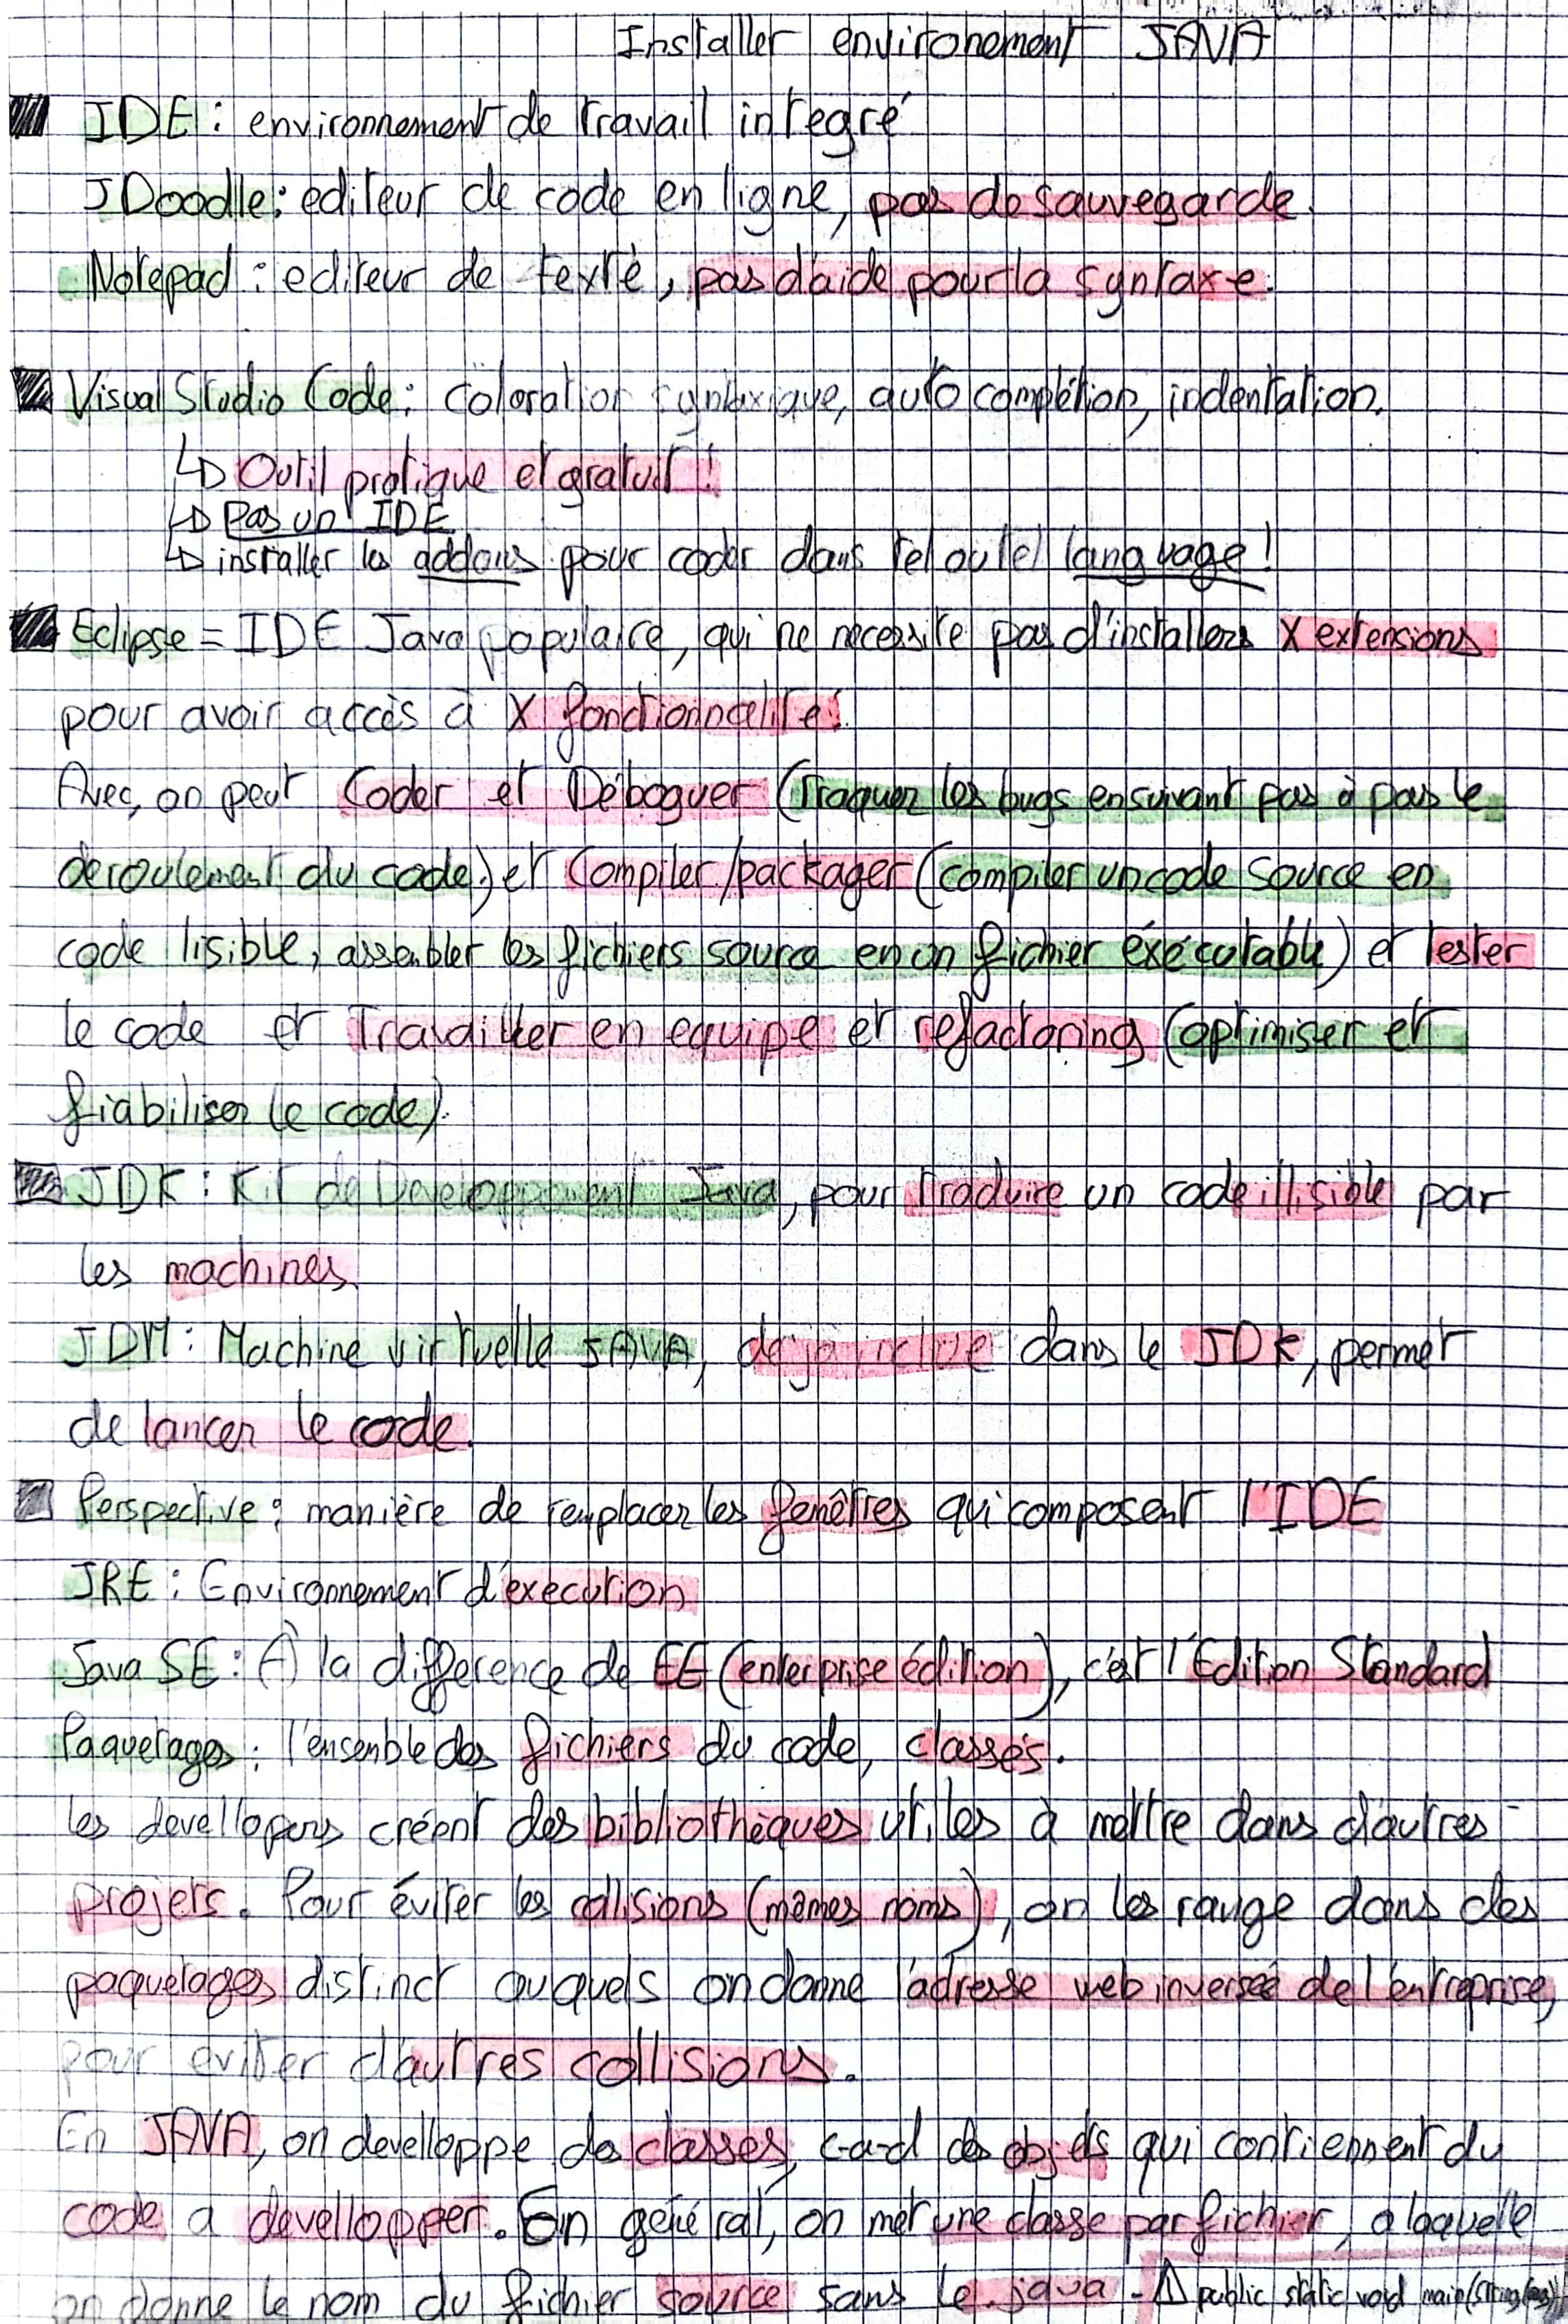 Installer environement JAVA
IDE : environnement de travail integré
JDoodle : editeur de code en ligne, pas de sauvegarde.
Notepad : editeur de texte, pas d'aide pour la syntaxe.
Visual Studio Code : coloration syntaxique, auto complétion, indentation.
↳ Outil pratique et gratuit !
↳ Pas un IDE
↳ installer les addons pour coder dans tel ou tel language !
Eclipse = IDE Java populaire, qui ne necessite pas d'installers X extensions
pour avoir accès à X fonctionnalité.
Avec, on peut Coder et Déboguer (traquer les bugs en suivant pas à pas le
deroulement du code) et Compiler/packager (compiler un code source en
code lisible, assembler les fichiers source en un fichier éxécutable) et tester
le code et Travailler en equipe et refactoring (optimiser et
fiabiliser le code).
JDK : Kit de Developpement Java, pour traduire un code illisible par
les machines
JDM : Machine virtuelle JAVA, deja inclue dans le JDK, permet
de lancer le code.
Perspective : manière de remplacer les fenêtres qui composent l'IDE
JRE : Environnement d'execution
Java SE : À la difference de EE (enterprise édition), c'est l'Edition Standard
Paquetages : l'ensemble des fichiers du code, classés.
les devellopers créent des bibliothèques utiles à mettre dans d'autres
projets. Pour éviter les collisions (mêmes noms), on les range dans des
paquetages distinct auquels on donne l'adresse web inversée de l'entreprise,
pour eviter d'autres collisions.
En JAVA, on developpe des classes, c-a-d des objets qui contiennent du
code a devellopper. En général, on met une classe par fichier, a laquelle
on donne le nom du fichier source sans le .java - ⚠ public static void main(String